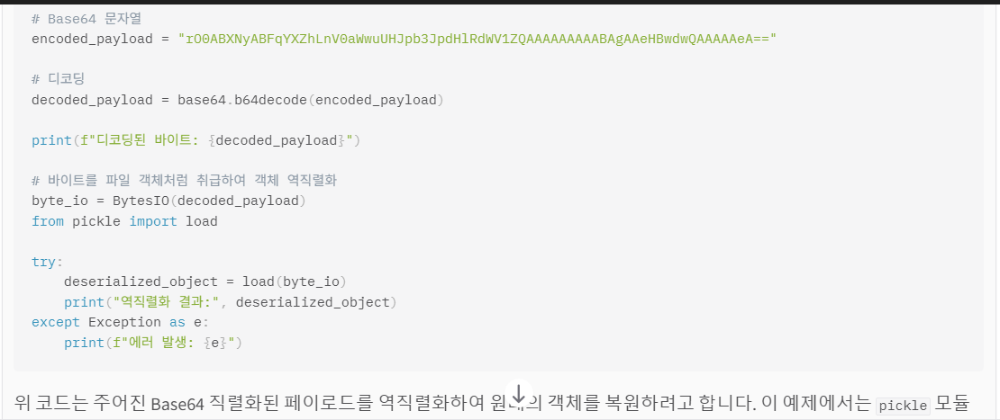 # Base64 문자열
encoded_payload = "rO0ABXNyABFqYXZhLnV0aWwuUHJpb3JpdHlRdWV1ZQAAAAAAAAABAgAAeHBwdwQAAAAAeA=="
# 디코딩
decoded_payload = base64.b64decode(encoded_payload)
print(f"디코딩된 바이트: {decoded_payload}")
# 바이트를 파일 객체처럼 취급하여 객체 역직렬화
byte_io = BytesIO(decoded_payload)
from pickle import load
try:
    deserialized_object = load(byte_io)
    print("역직렬화 결과:", deserialized_object)
except Exception as e:
    print(f"에러 발생: {e}")
위 코드는 주어진 Base64 직렬화된 페이로드를 역직렬화하여 원래의 객체를 복원하려고 합니다. 이 예제에서는 pickle 모듈